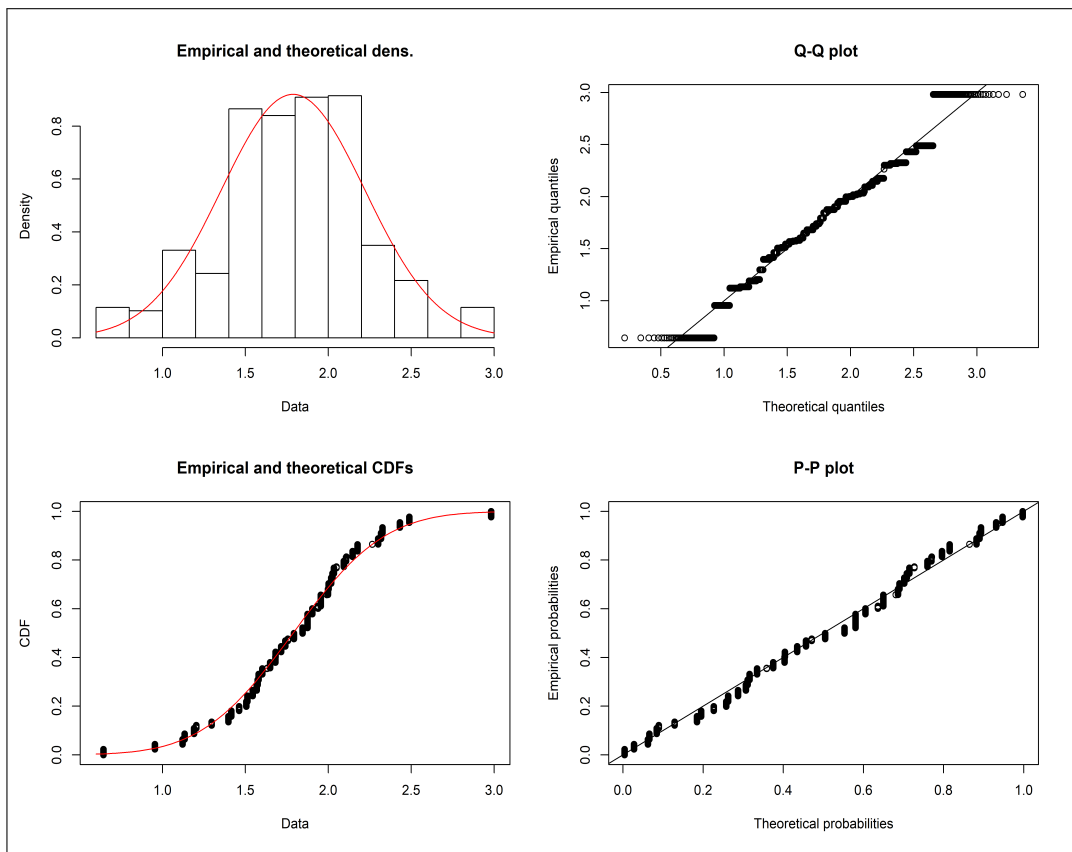 Empirical and theoretical dens.
Density
0.0 0.2 0.4 0.6 0.8
1.0 1.5 2.0 2.5 3.0
Data
Q-Q plot
Empirical quantiles
1.0 1.5 2.0 2.5 3.0
0.5 1.0 1.5 2.0 2.5 3.0
Theoretical quantiles
Empirical and theoretical CDFs
CDF
0.0 0.2 0.4 0.6 0.8 1.0
1.0 1.5 2.0 2.5 3.0
Data
P-P plot
Empirical probabilities
0.0 0.2 0.4 0.6 0.8 1.0
0.0 0.2 0.4 0.6 0.8 1.0
Theoretical probabilities